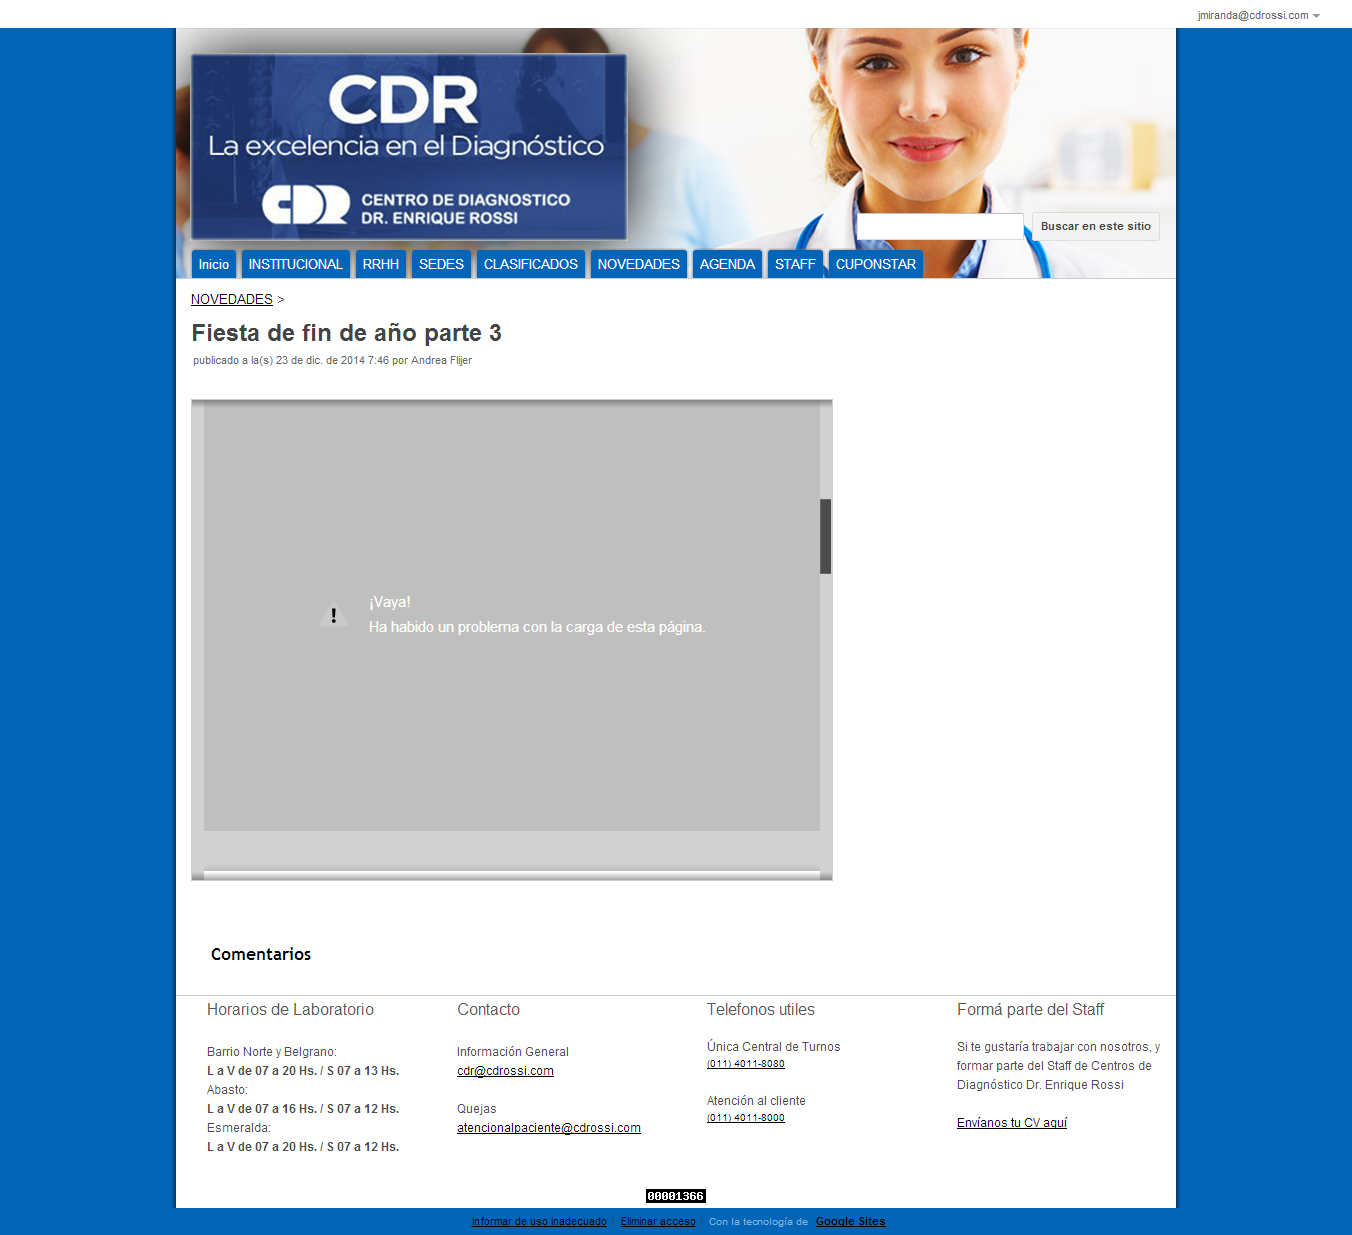 jmiranda@cdrossi.com
CDR
La excelencia en el Diagnóstico
CDR CENTRO DE DIAGNOSTICO
DR. ENRIQUE ROSSI
Buscar en este sitio
Inicio INSTITUCIONAL RRHH SEDES CLASIFICADOS NOVEDADES AGENDA STAFF CUPONSTAR
NOVEDADES >
Fiesta de fin de año parte 3
publicado a la(s) 23 de dic. de 2014 7:46 por Andrea Flijer
¡Vaya!
Ha habido un problema con la carga de esta página.
Comentarios
Horarios de Laboratorio
Barrio Norte y Belgrano:
L a V de 07 a 20 Hs. / S 07 a 13 Hs.
Abasto:
L a V de 07 a 16 Hs. / S 07 a 12 Hs.
Esmeralda:
L a V de 07 a 20 Hs. / S 07 a 12 Hs.
Contacto
Información General
cdr@cdrossi.com
Quejas
atencionalpaciente@cdrossi.com
Telefonos utiles
Única Central de Turnos
(011) 4011-8080
Atención al cliente
(011) 4011-8000
Formá parte del Staff
Si te gustaría trabajar con nosotros, y
formar parte del Staff de Centros de
Diagnóstico Dr. Enrique Rossi
Envíanos tu CV aquí
00001366
Informar de uso inadecuado | Eliminar acceso | Con la tecnología de Google Sites